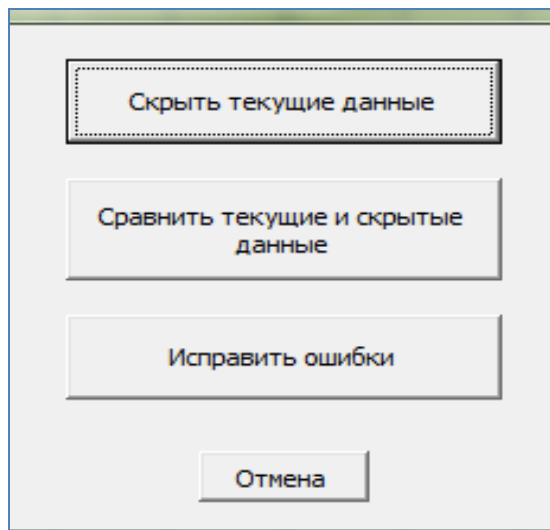 Скрыть текущие данные
Сравнить текущие и скрытые
данные
Исправить ошибки
Отмена